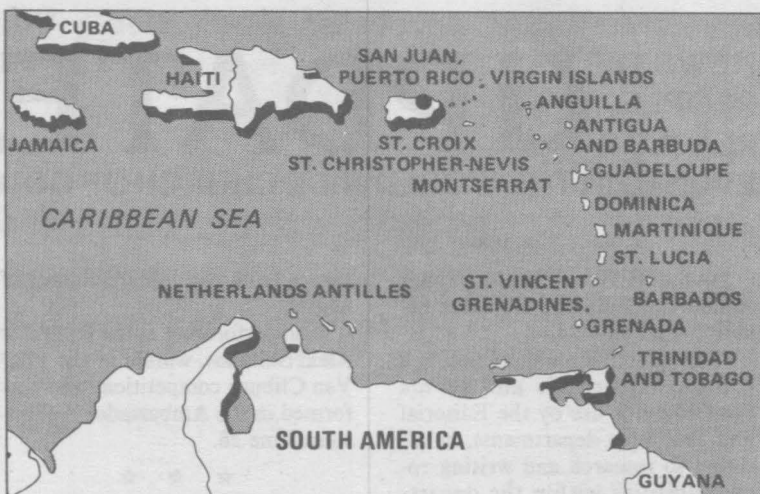 CUBA
HAITI
JAMAICA
SAN JUAN,
PUERTO RICO
VIRGIN ISLANDS
ANGUILLA
ANTIGUA
AND BARBUDA
ST. CROIX
ST. CHRISTOPHER-NEVIS
MONTSERRAT
GUADELOUPE
DOMINICA
CARIBBEAN SEA
MARTINIQUE
ST. LUCIA
ST. VINCENT
GRENADINES.
BARBADOS
NETHERLANDS ANTILLES
GRENADA
TRINIDAD
AND TOBAGO
SOUTH AMERICA
GUYANA